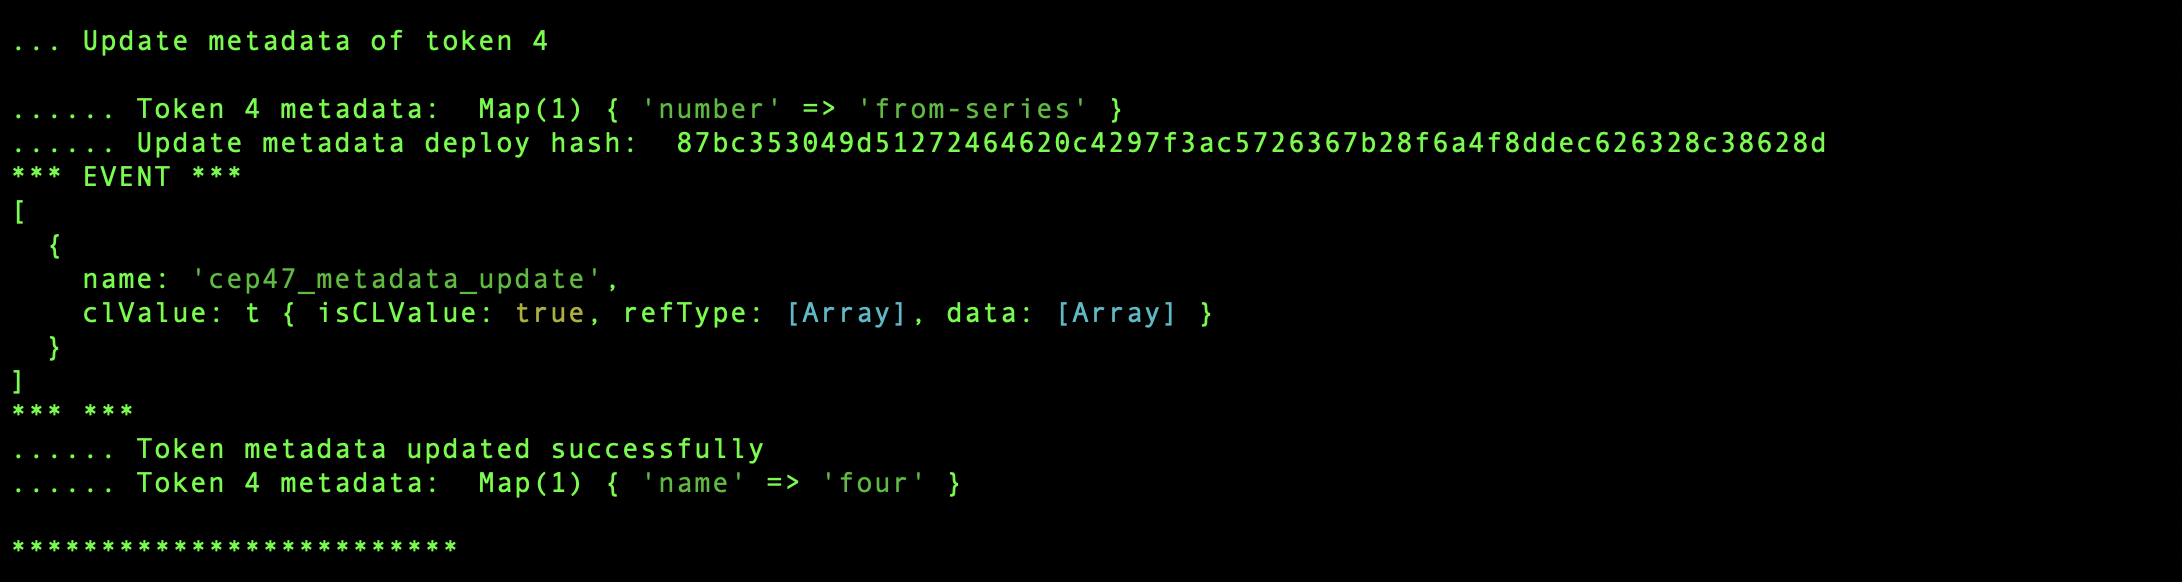 ... Update metadata of token 4
...... Token 4 metadata:  Map(1) { 'number' => 'from-series' }
...... Update metadata deploy hash:  87bc353049d51272464620c4297f3ac5726367b28f6a4f8ddec626328c38628d
*** EVENT ***
[
  {
    name: 'cep47_metadata_update',
    clValue: t { isCLValue: true, refType: [Array], data: [Array] }
  }
]
*** ***
...... Token metadata updated successfully
...... Token 4 metadata:  Map(1) { 'name' => 'four' }
*************************